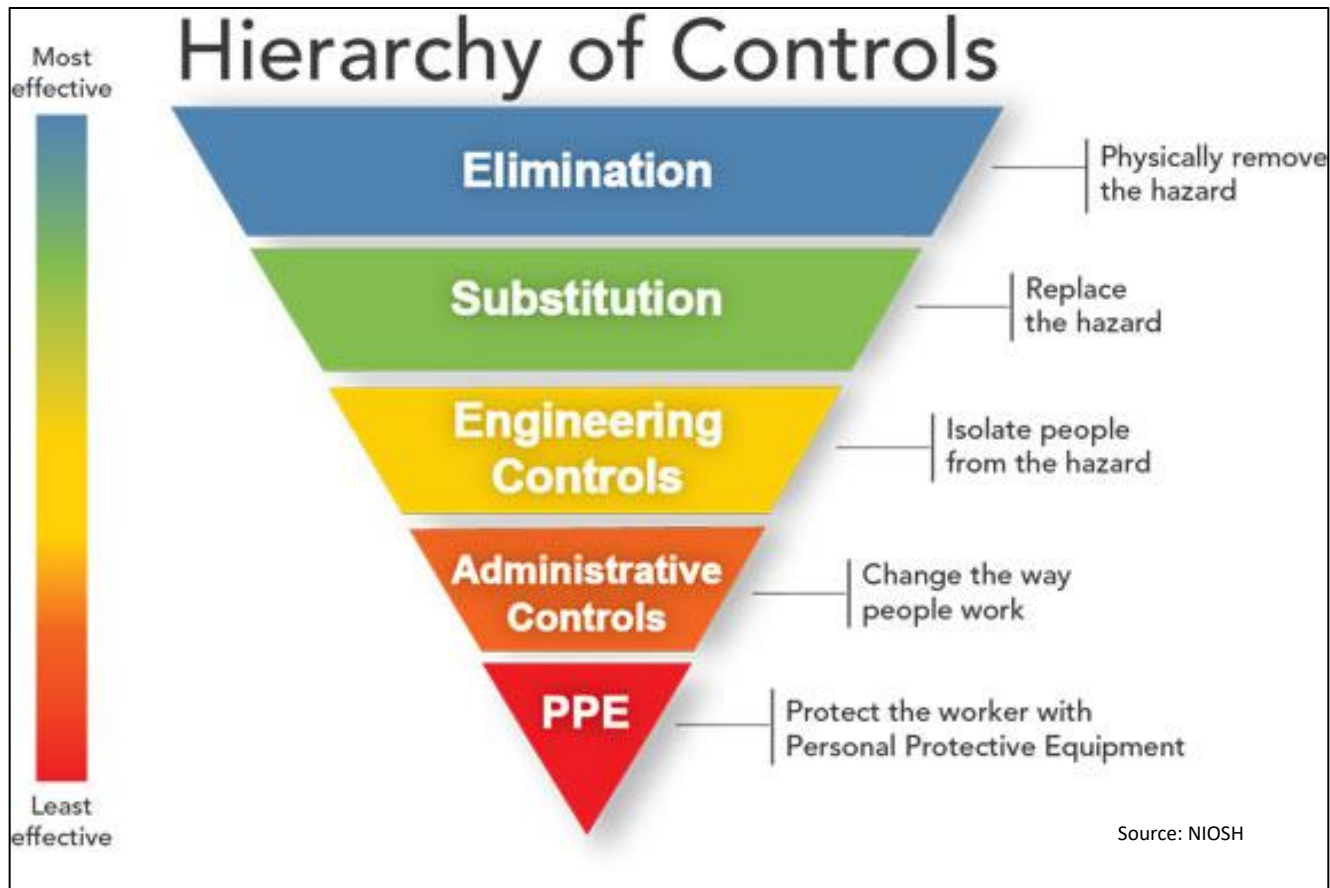 Hierarchy of Controls
Most
effective
Elimination
Physically remove
the hazard
Substitution
Replace
the hazard
Engineering
Controls
Isolate people
from the hazard
Administrative
Controls
Change the way
people work
PPE
Protect the worker with
Personal Protective Equipment
Least
effective
Source: NIOSH